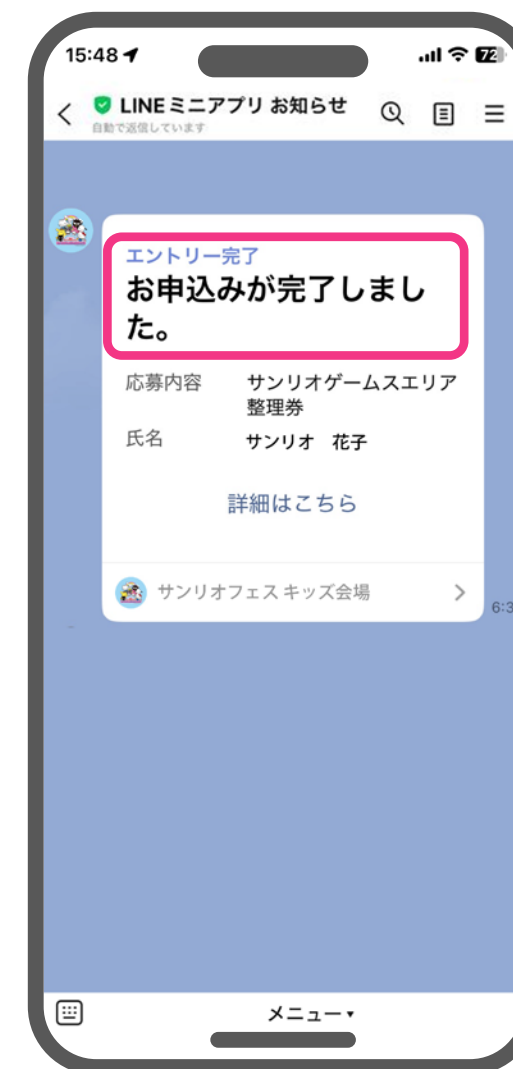 15:48
72
LINEミニアプリ お知らせ
自動で返信しています
エントリー完了
お申込みが完了しまし
た。
応募内容 サンリオゲームスエリア
整理券
氏名 サンリオ 花子
詳細はこちら
サンリオフェス キッズ会場
メニュー